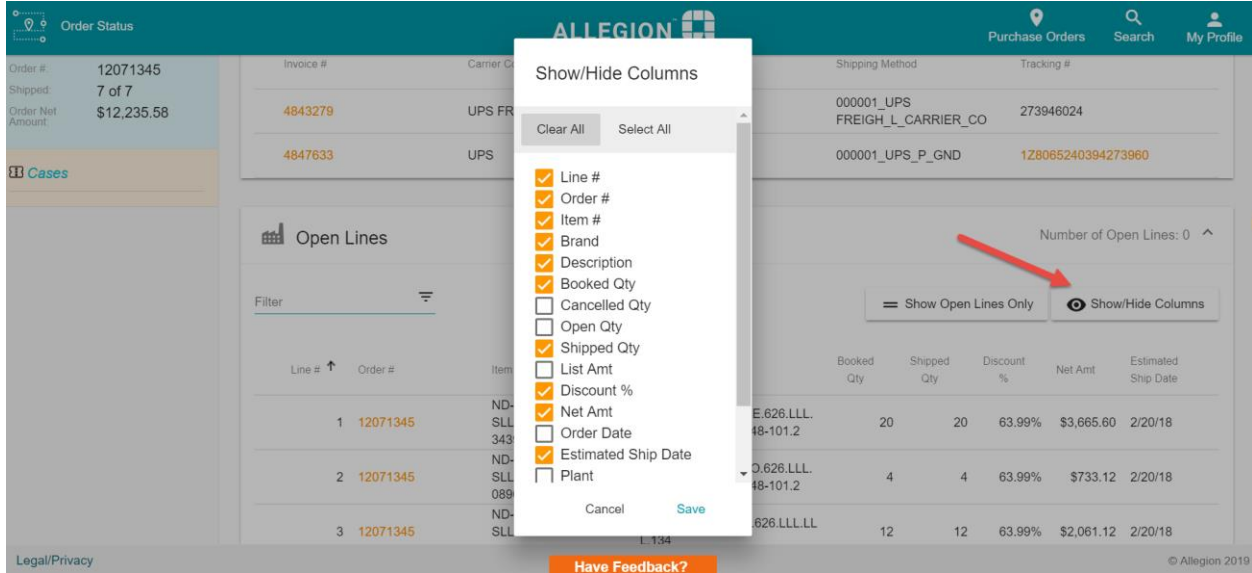 Order Status
ALLEGION
Purchase Orders
Search
My Profile
Order #: 12071345
Shipped: 7 of 7
Order Net Amount: $12,235.58
Cases
Invoice #
Shipping Method
Tracking #
4843279
000001_UPS
FREIGH_L_CARRIER_CO
273946024
4847633
UPS
000001_UPS_P_GND
1Z8065240394273960
Open Lines
Number of Open Lines: 0
Filter
Show Open Lines Only
Show/Hide Columns
Show/Hide Columns
Clear All
Select All
Line #
Order #
Item #
Brand
Description
Booked Qty
Cancelled Qty
Open Qty
Shipped Qty
List Amt
Discount %
Net Amt
Order Date
Estimated Ship Date
Plant
Cancel
Save
Line # Order # Item Booked Qty Shipped Qty Discount % Net Amt Estimated Ship Date
1 12071345 20 20 63.99% $3,665.60 2/20/18
2 12071345 4 4 63.99% $733.12 2/20/18
3 12071345 12 12 63.99% $2,061.12 2/20/18
Legal/Privacy
Have Feedback?
© Allegion 2019